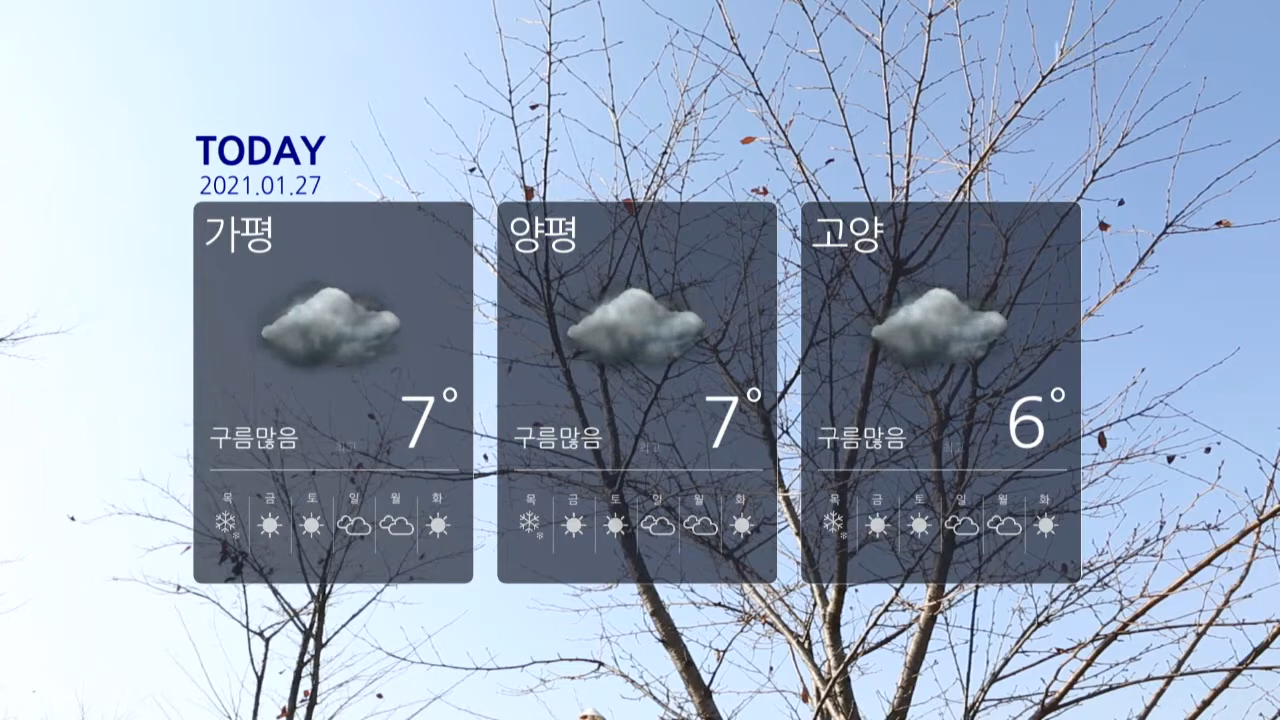 TODAY
2021.01.27
가평
구름많음
7°
목 금 토 일 월 화
양평
구름많음
7°
목 금 토 일 월 화
고양
구름많음
6°
목 금 토 일 월 화